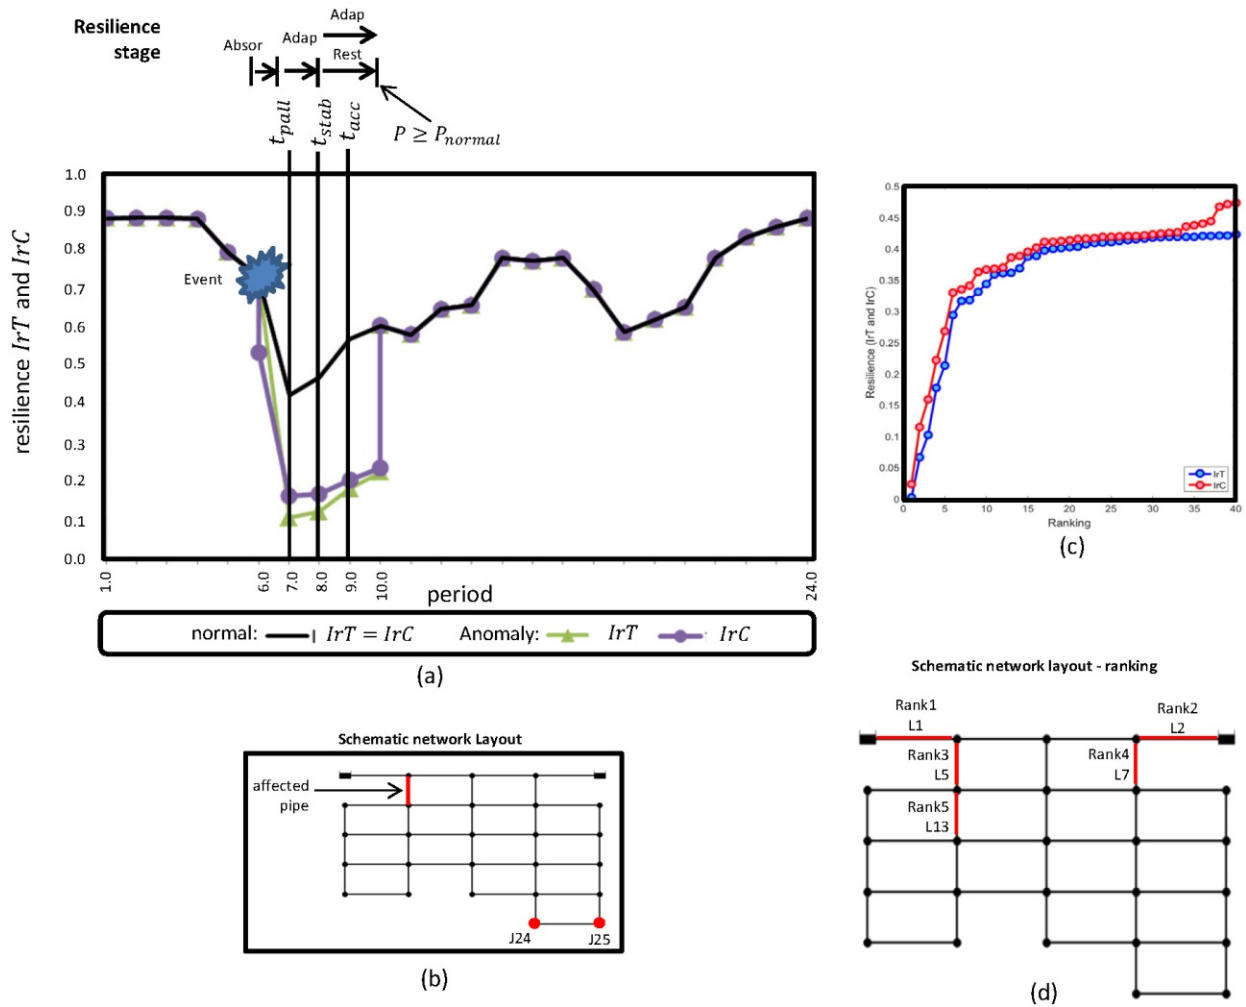 Resilience
stage
Absor
Adap
Adap
Rest
t_pall
t_stab
t_acc
P ≥ P_normal
1.0
0.9
0.8
0.7
0.6
0.5
0.4
0.3
0.2
0.1
0.0
resilience IrT and IrC
Event
1.0
6.0
7.0
8.0
9.0
10.0
24.0
period
normal: IrT = IrC Anomaly: IrT IrC
(a)
0.5
0.45
0.4
0.35
0.3
0.25
0.2
0.15
0.1
0.05
0
Resilience (IrT and IrC)
0 5 10 15 20 25 30 35 40
Ranking
IrT
IrC
(c)
Schematic network Layout
affected
pipe
J24 J25
(b)
Schematic network layout - ranking
Rank1
L1
Rank2
L2
Rank3
L5
Rank4
L7
Rank5
L13
(d)